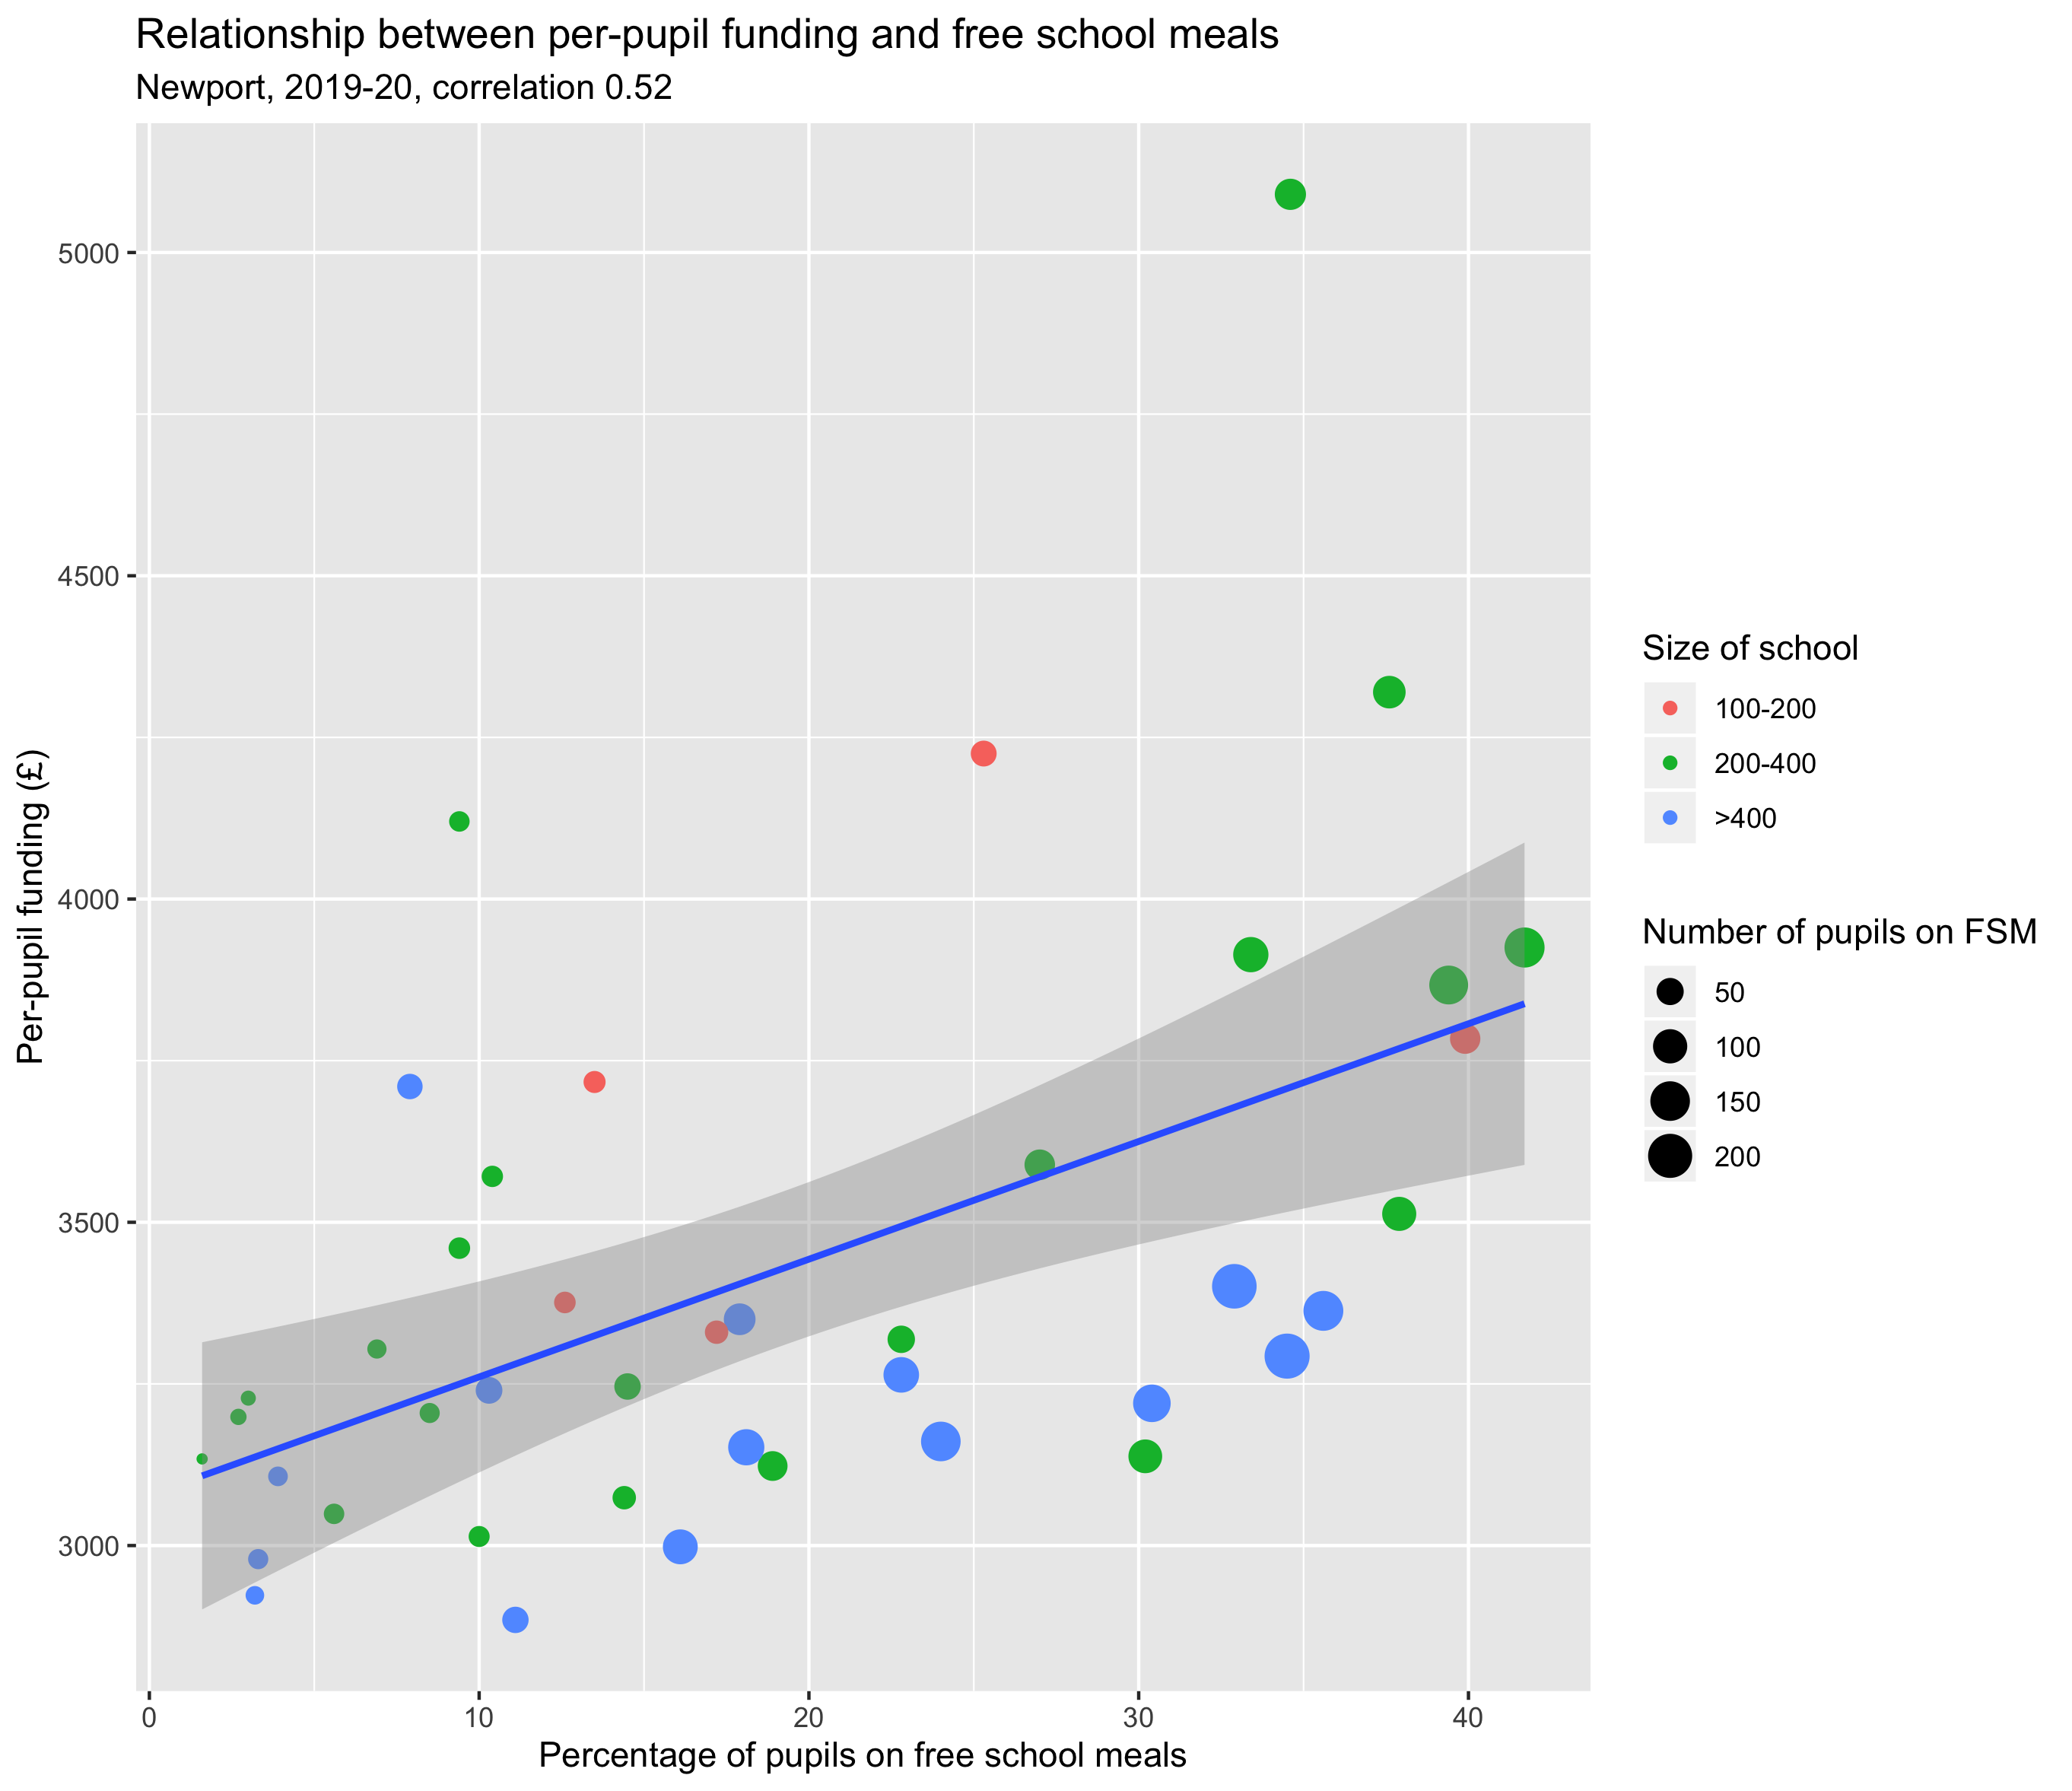 Relationship between per-pupil funding and free school meals
Newport, 2019-20, correlation 0.52
Per-pupil funding (£)
5000
4500
4000
3500
3000
0 10 20 30 40
Percentage of pupils on free school meals
Size of school
100-200
200-400
>400
Number of pupils on FSM
50
100
150
200